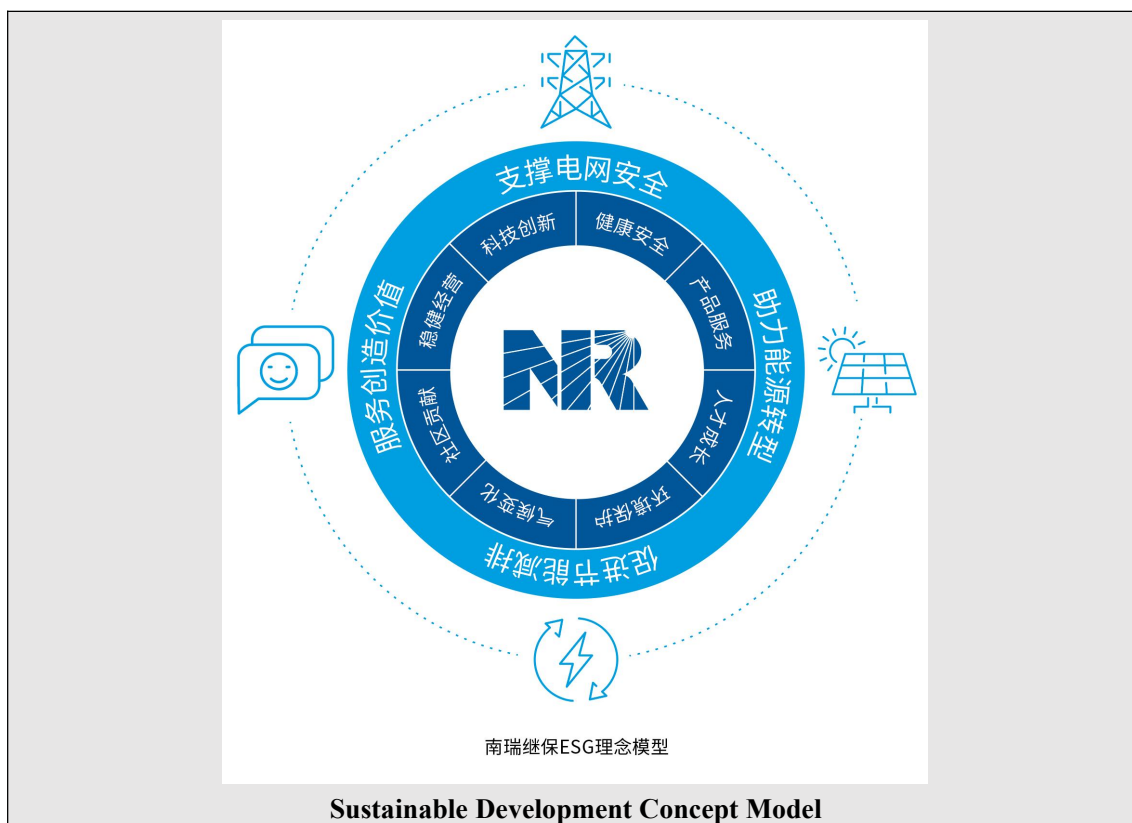 支撑电网安全
助力能源转型
促进节能减排
服务创造价值
科技创新
健康安全
产品服务
人才成长
环境保护
气候变化
社区贡献
稳健经营
NR
南瑞继保ESG理念模型
Sustainable Development Concept Model